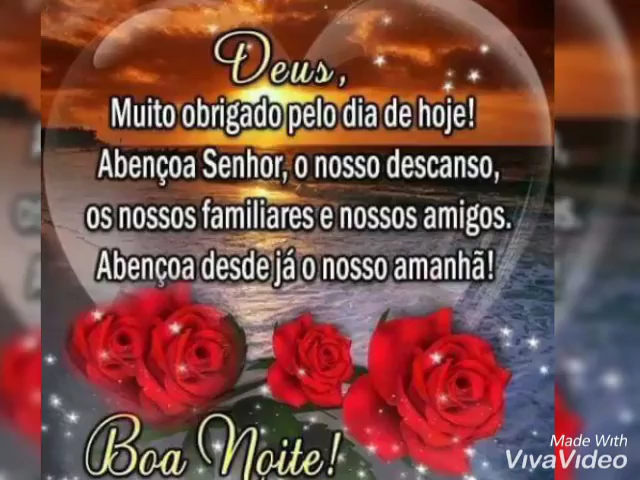 Deus,
Muito obrigado pelo dia de hoje!
Abençoa Senhor, o nosso descanso,
os nossos familiares e nossos amigos.
Abençoa desde já o nosso amanhã!
Boa Noite!
Made With
VivaVideo